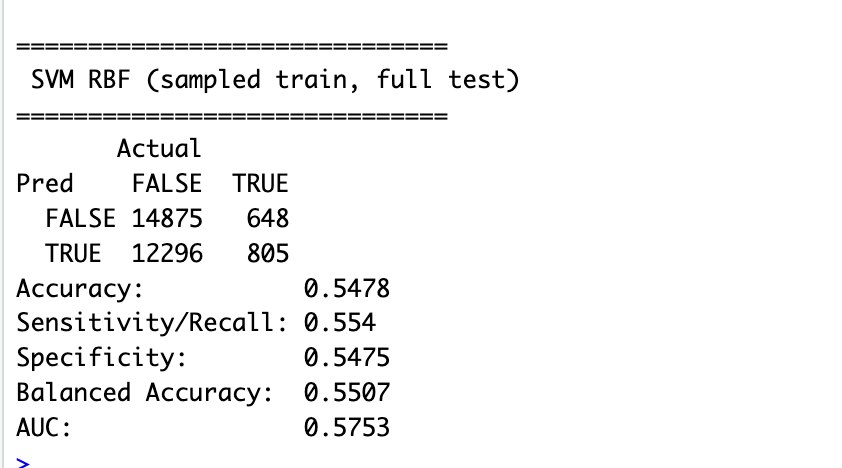 ==============================
SVM RBF (sampled train, full test)
==============================
Actual
Pred FALSE TRUE
FALSE 14875 648
TRUE 12296 805
Accuracy: 0.5478
Sensitivity/Recall: 0.554
Specificity: 0.5475
Balanced Accuracy: 0.5507
AUC: 0.5753
>